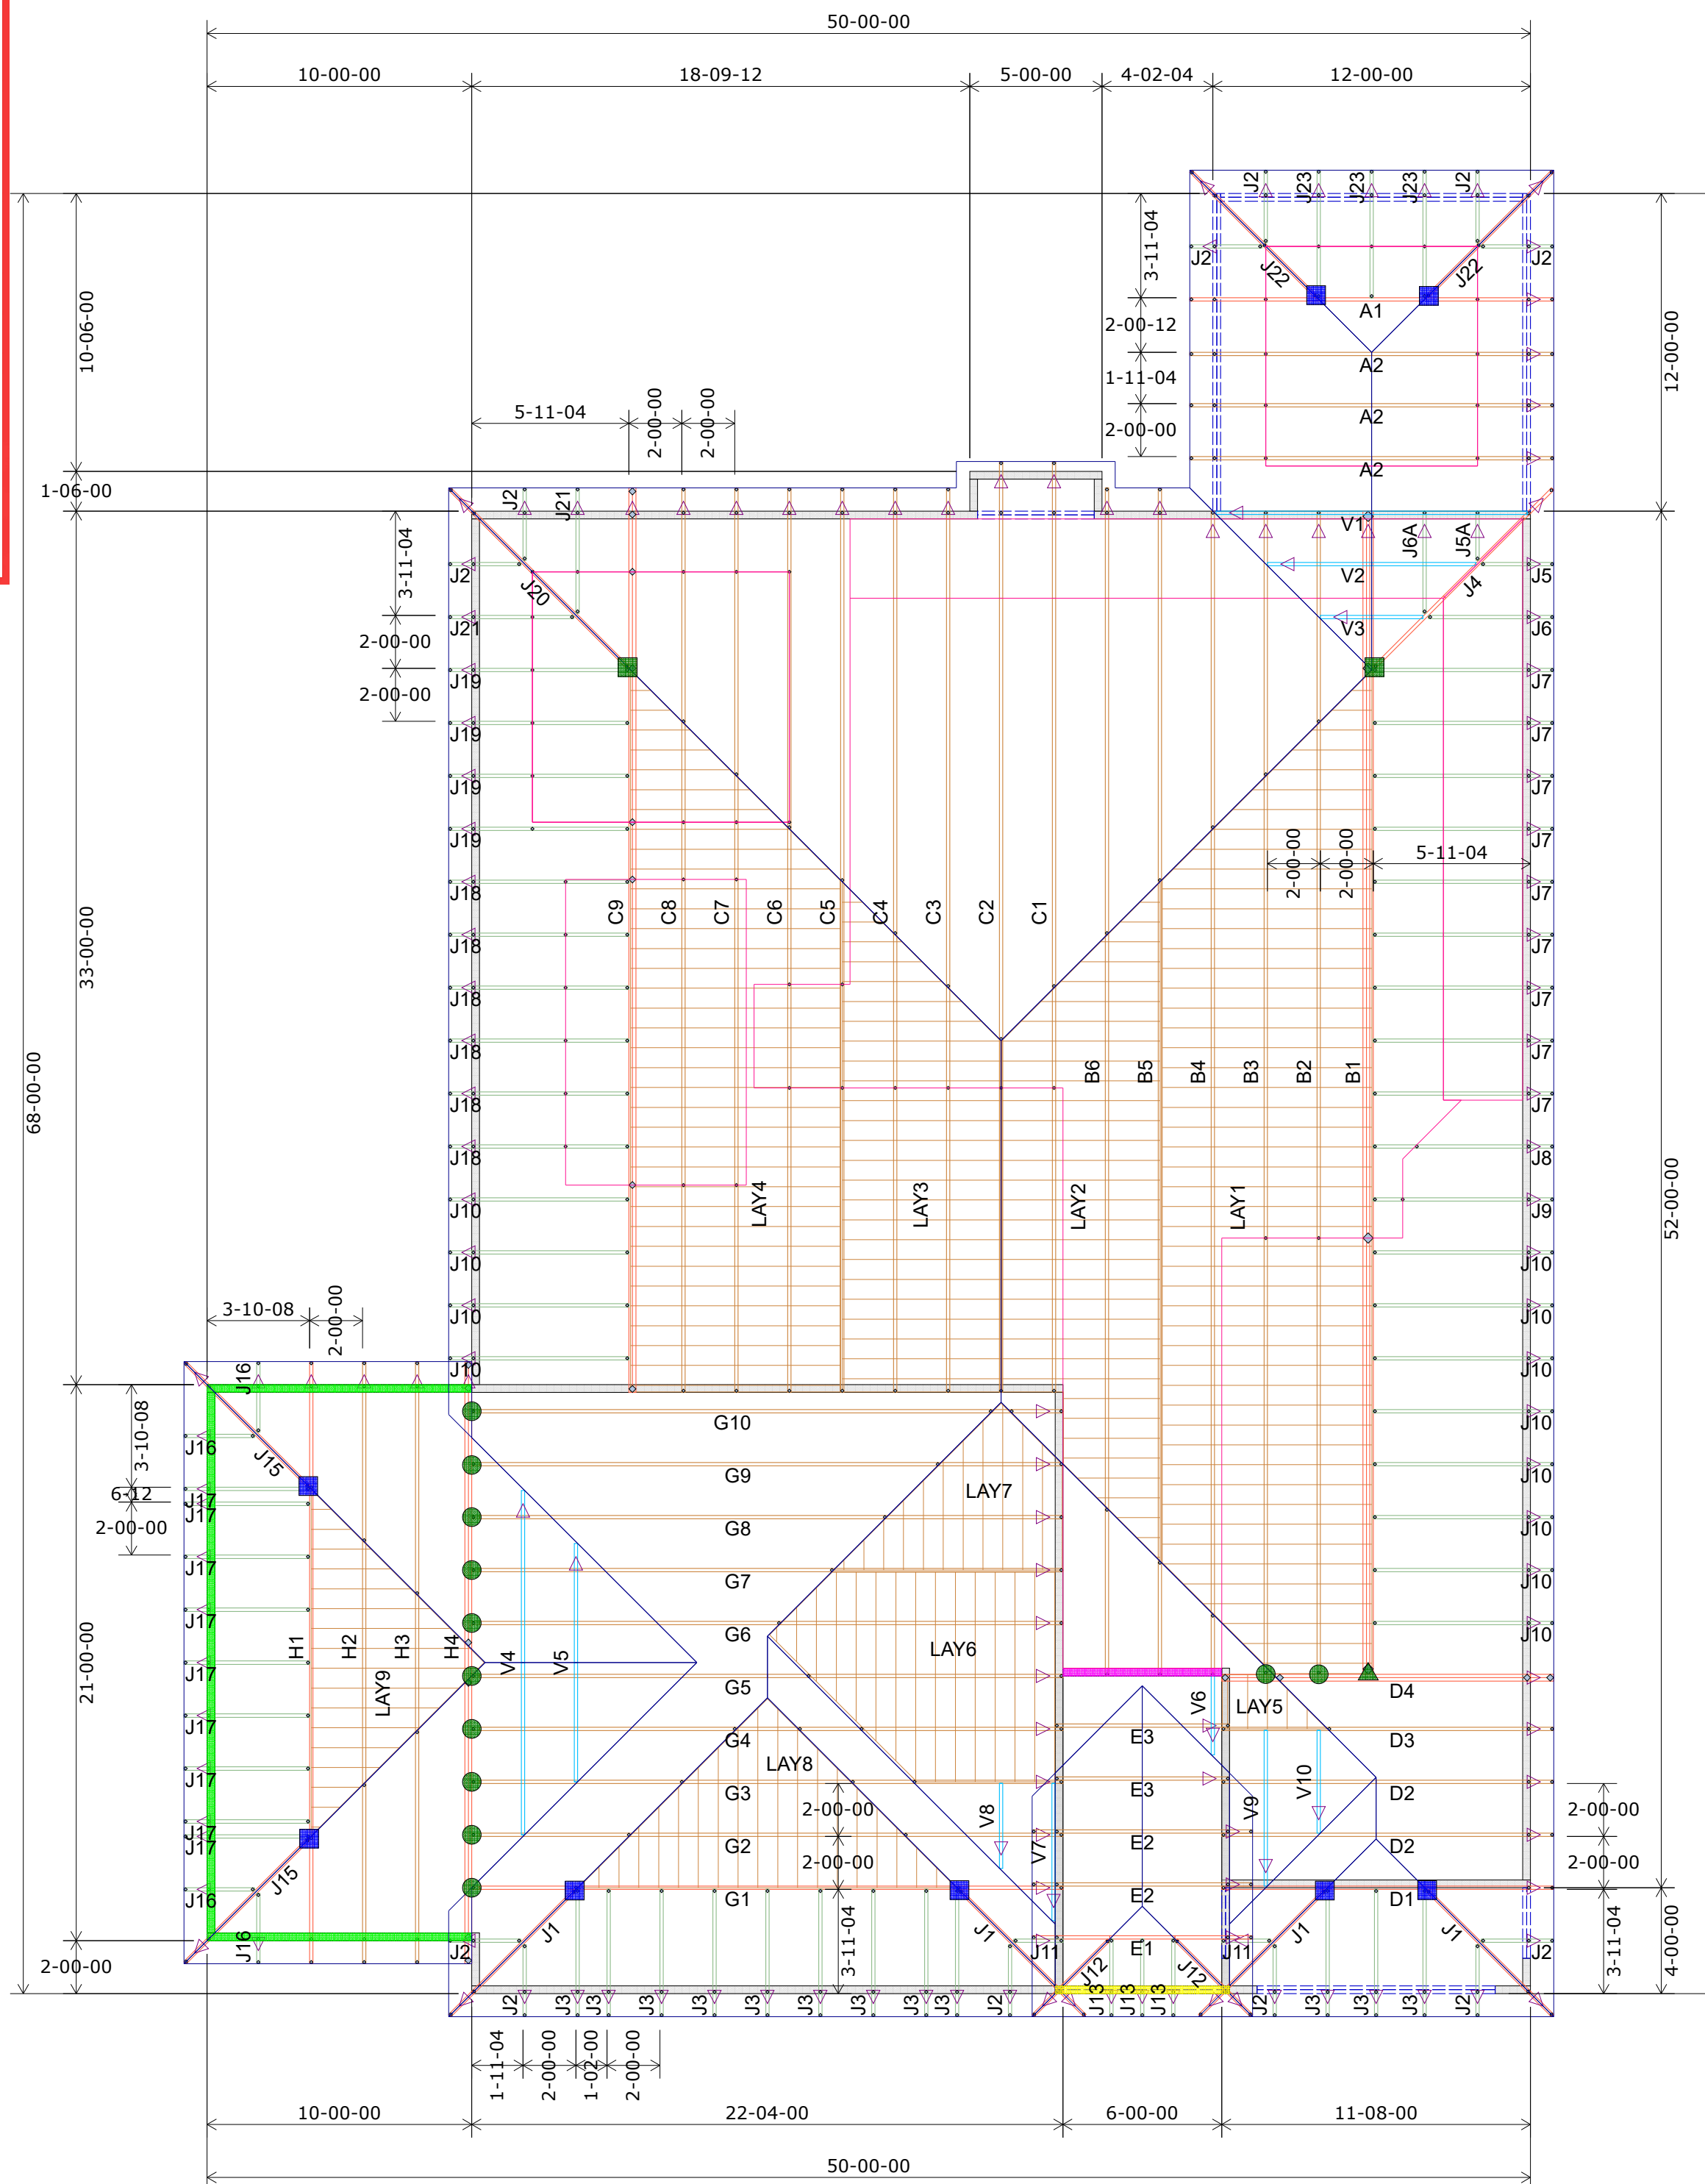 50-00-00
10-00-00 18-09-12 5-00-00 4-02-04 12-00-00
J2 J23 J23 J23 J2
3-11-04
J2 J22 J22 J2
10-06-00
2-00-12
A1
12-00-00
1-11-04
A2
2-00-00
A2
A2
5-11-04 2-00-00 2-00-00
1-06-00
J2 J21
V1 J6A J5A
3-11-04
J2 J20 V2 J4 J5
2-00-00
J21 V3 J6
2-00-00
J19 J7
J19 J7
J19 J7
J19 J7
2-00-00 2-00-00 5-11-04
J18 J7
33-00-00
C9 C8 C7 C6 C5 C4 C3 C2 C1
J18 J7
J18 J7
J18 J7
68-00-00
B6 B5 B4 B3 B2 B1
J18 J7
J18 J8
LAY4 LAY3 LAY2 LAY1
J10 J9
52-00-00
J10 J10
3-10-08 2-00-00
J10 J10
J16 J10 J10
3-10-08
G10 J10
J16 J15
G9 J10
6-12
J17
LAY7
2-00-00
J17
G8 J10
J17 G7 J10
J17 G6 J10
21-00-00
H1 H2 H3 H4 V4 V5
LAY6
J17 LAY9 G5 V6 LAY5 D4
J17 G4 E3 D3
LAY8
J17 G3 2-00-00 V8 E3 V9 V10 D2 2-00-00
J17
J17
G2 2-00-00 V7 E2 D2 2-00-00
J16 J15
G1 J1 J1 E2 J1 D1 J1
J16 J2 3-11-04 J11 E1 J11 J2 3-11-04 4-00-00
2-00-00
J12 J12
J2 J3 J3 J3 J3 J3 J3 J3 J3 J2 J13 J13 J13 J2 J3 J3 J3 J2
1-11-04 2-00-00 1-02-00 2-00-00
10-00-00 22-04-00 6-00-00 11-08-00
50-00-00